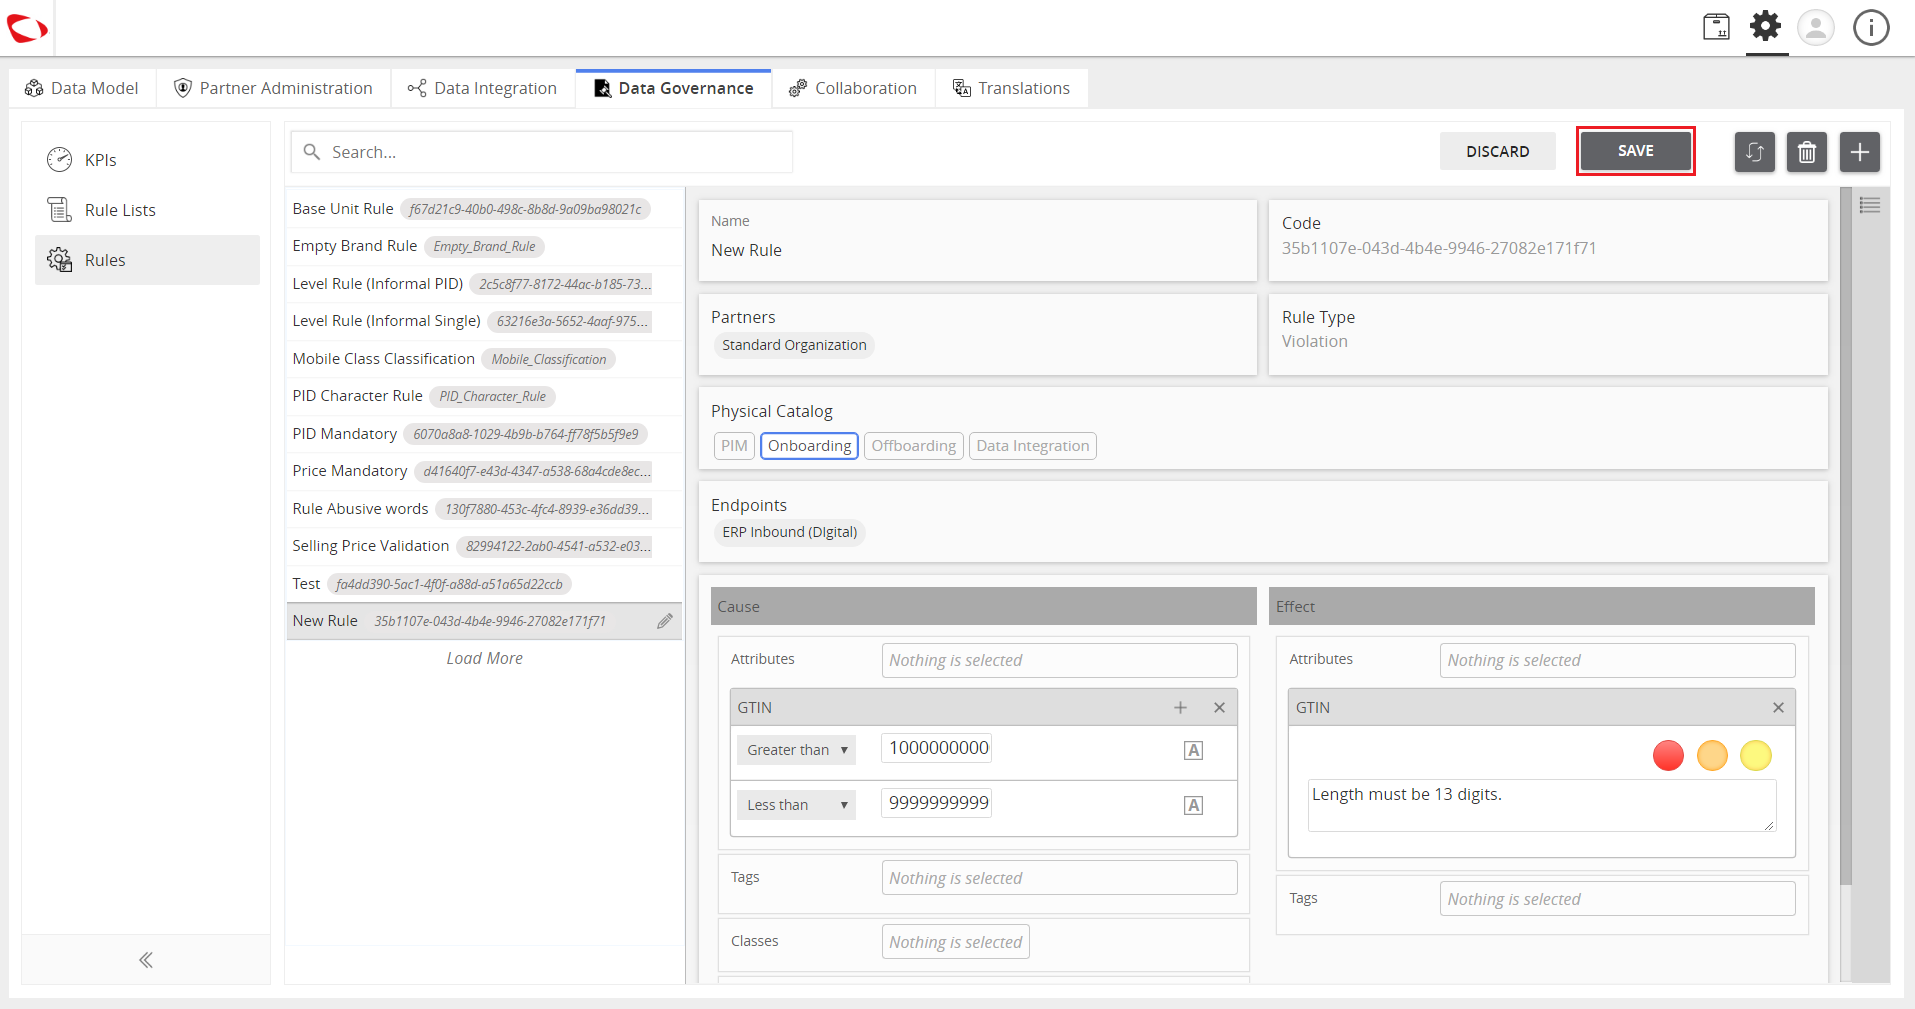 Data Model
Partner Administration
Data Integration
Data Governance
Collaboration
Translations
KPIs
Rule Lists
Rules
Search...
DISCARD
SAVE
Base Unit Rule f67d21c9-40b0-498c-8b8d-9a09ba98021c
Empty Brand Rule Empty_Brand_Rule
Level Rule (Informal PID) 2c5c8f77-8172-44ac-b185-73...
Level Rule (Informal Single) 63216e3a-5652-4aaf-975...
Mobile Class Classification Mobile_Classification
PID Character Rule PID_Character_Rule
PID Mandatory 6070a8a8-1029-4b9b-b764-ff78f5b5f9e9
Price Mandatory d41640f7-e43d-4347-a538-68a4cde8ec...
Rule Abusive words 130f7880-453c-4fc4-8939-e36dd39...
Selling Price Validation 82994122-2ab0-4541-a532-e03...
Test fa4dd390-5ac1-4f0f-a88d-a51a65d22ccb
New Rule 35b1107e-043d-4b4e-9946-27082e171f71
Load More
Name
New Rule
Code
35b1107e-043d-4b4e-9946-27082e171f71
Partners
Standard Organization
Rule Type
Violation
Physical Catalog
PIM Onboarding Offboarding Data Integration
Endpoints
ERP Inbound (DIgital)
Cause
Attributes Nothing is selected
GTIN
Greater than 1000000000 A
Less than 9999999999 A
Tags Nothing is selected
Classes Nothing is selected
Effect
Attributes Nothing is selected
GTIN
Length must be 13 digits.
Tags Nothing is selected